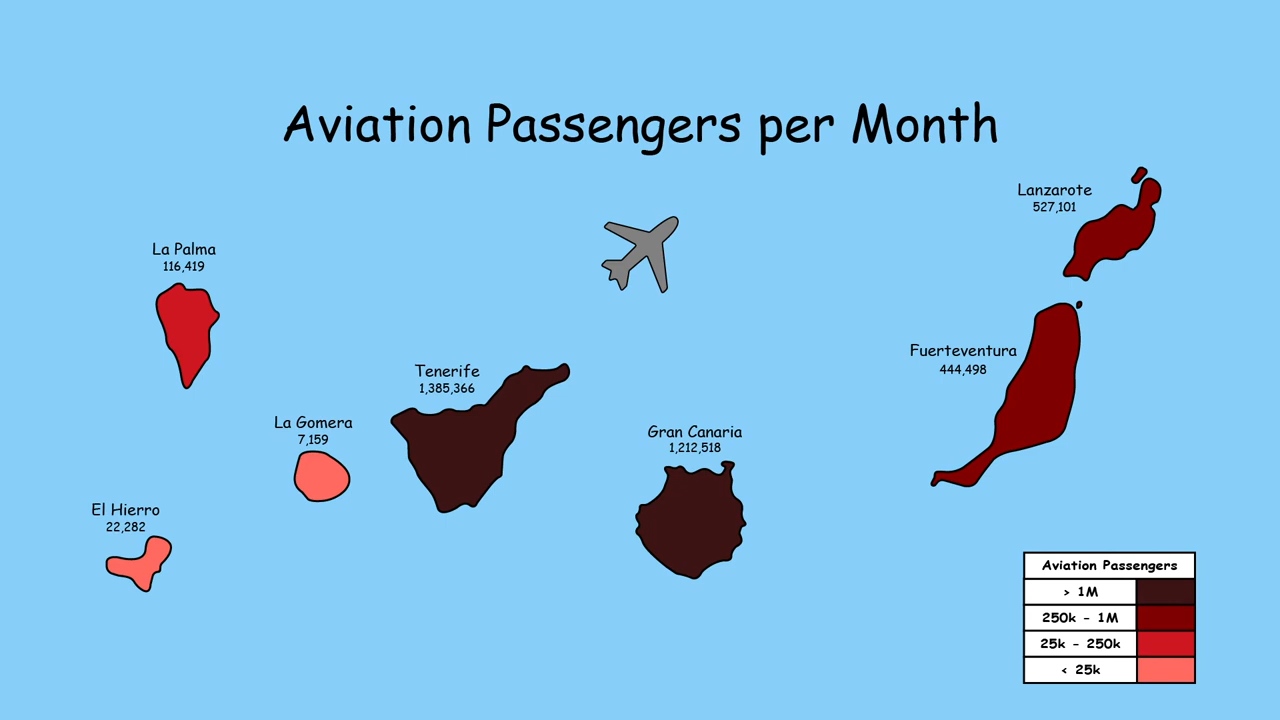 Aviation Passengers per Month
Lanzarote
527,101
La Palma
116,419
Fuerteventura
444,498
Tenerife
1,385,366
La Gomera
7,159
Gran Canaria
1,212,518
El Hierro
22,282
Aviation Passengers
> 1M
250k - 1M
25k - 250k
< 25k